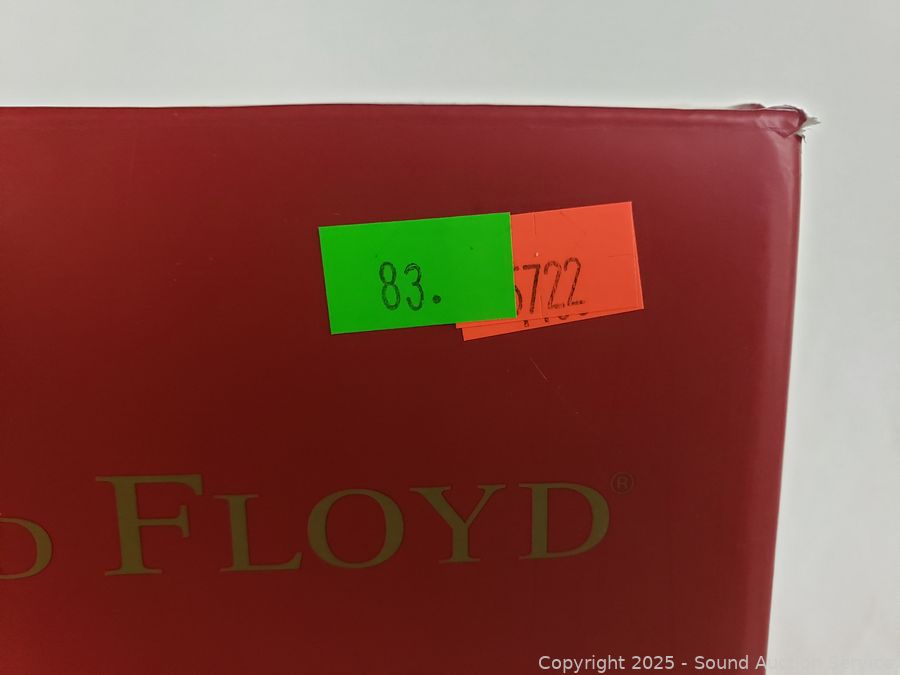 83.
5722
D FLOYD®
Copyright 2025 - Sound Auction Service